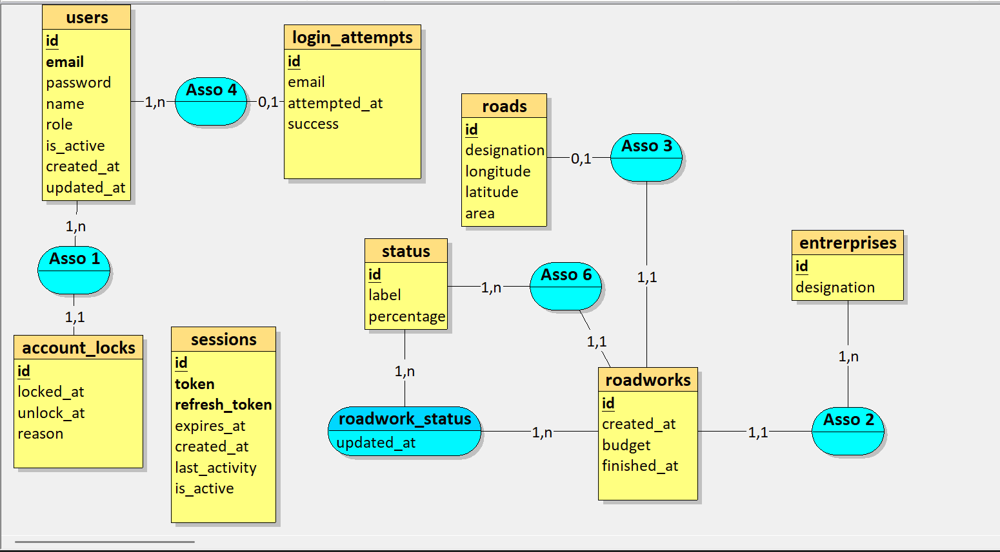 users
id
email
password
name
role
is_active
created_at
updated_at
1,n
Asso 4
0,1
login_attempts
id
email
attempted_at
success
1,n
Asso 1
1,1
account_locks
id
locked_at
unlock_at
reason
sessions
id
token
refresh_token
expires_at
created_at
last_activity
is_active
roads
id
designation
longitude
latitude
area
0,1
Asso 3
1,1
status
id
label
percentage
1,n
Asso 6
1,1
1,n
roadwork_status
updated_at
1,n
roadworks
id
created_at
budget
finished_at
1,1
Asso 2
1,n
entrerprises
id
designation